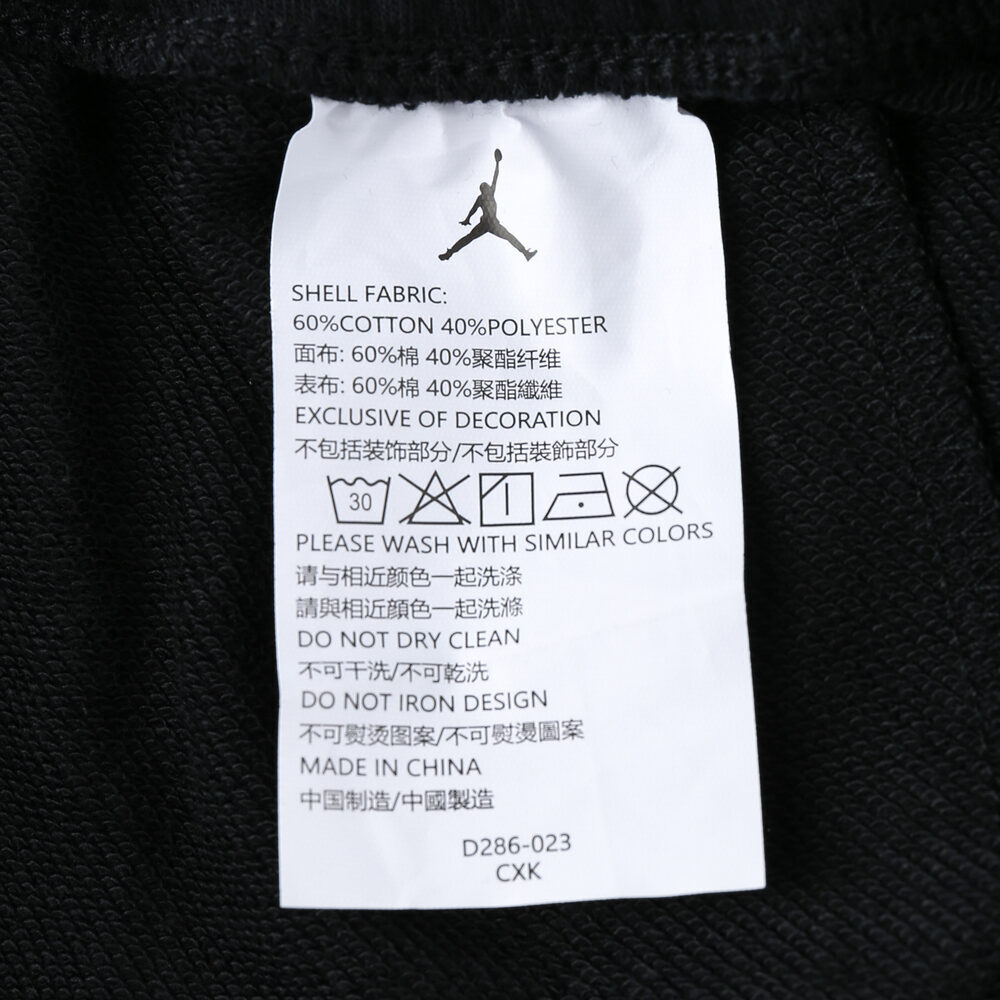 SHELL FABRIC:
60%COTTON 40%POLYESTER
面布: 60%棉 40%聚酯纤维
表布: 60%棉 40%聚酯纖維
EXCLUSIVE OF DECORATION
不包括装饰部分/不包括裝飾部分
30
PLEASE WASH WITH SIMILAR COLORS
请与相近颜色一起洗涤
請與相近顏色一起洗滌
DO NOT DRY CLEAN
不可干洗/不可乾洗
DO NOT IRON DESIGN
不可熨烫图案/不可熨燙圖案
MADE IN CHINA
中国制造/中國製造
D286-023
CXK